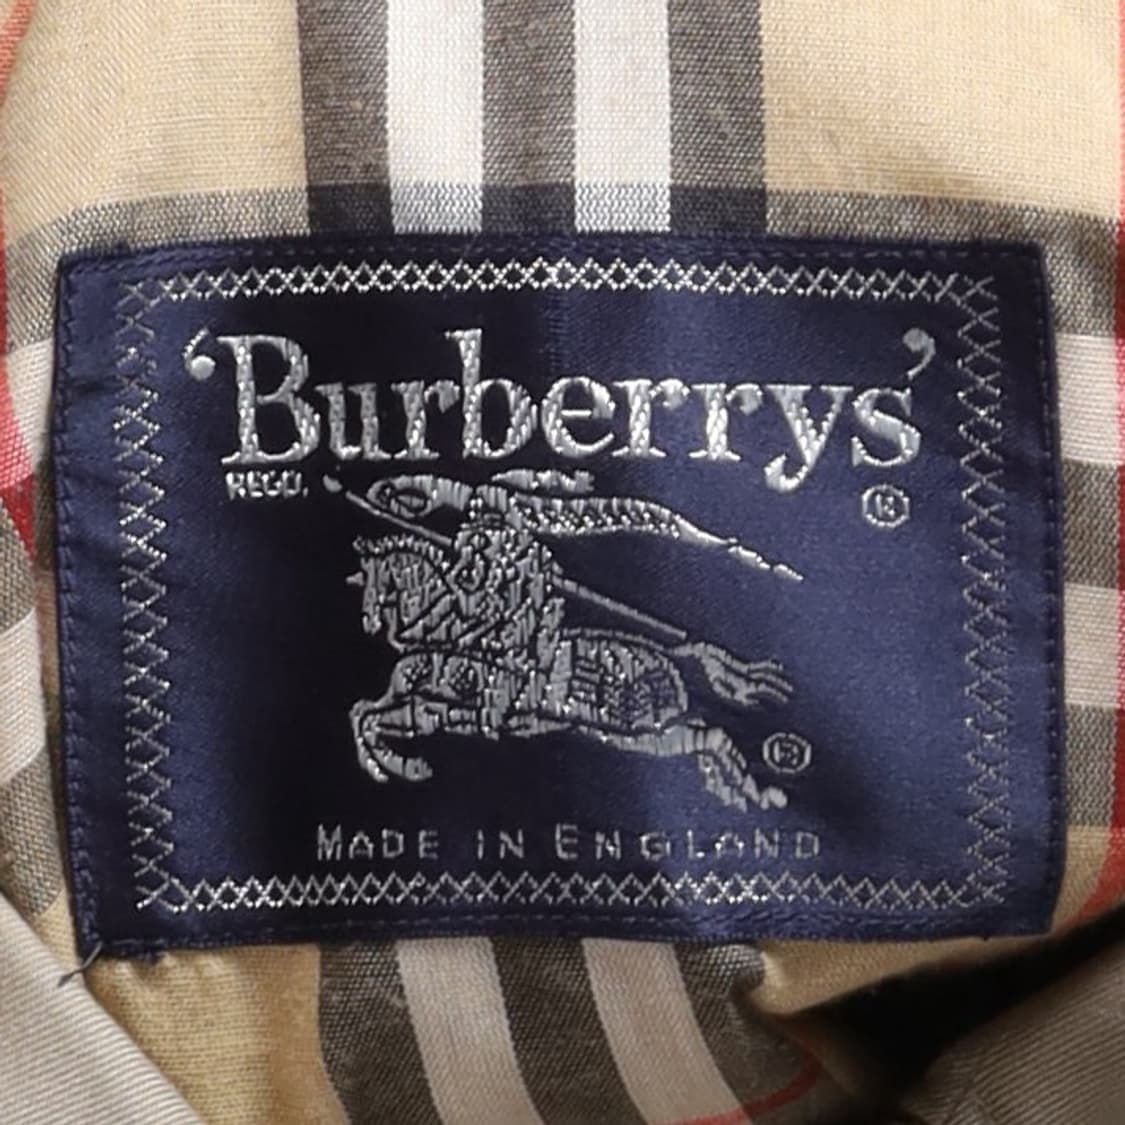 ‘Burberrys’
REGD. ®
®
MADE IN ENGLAND